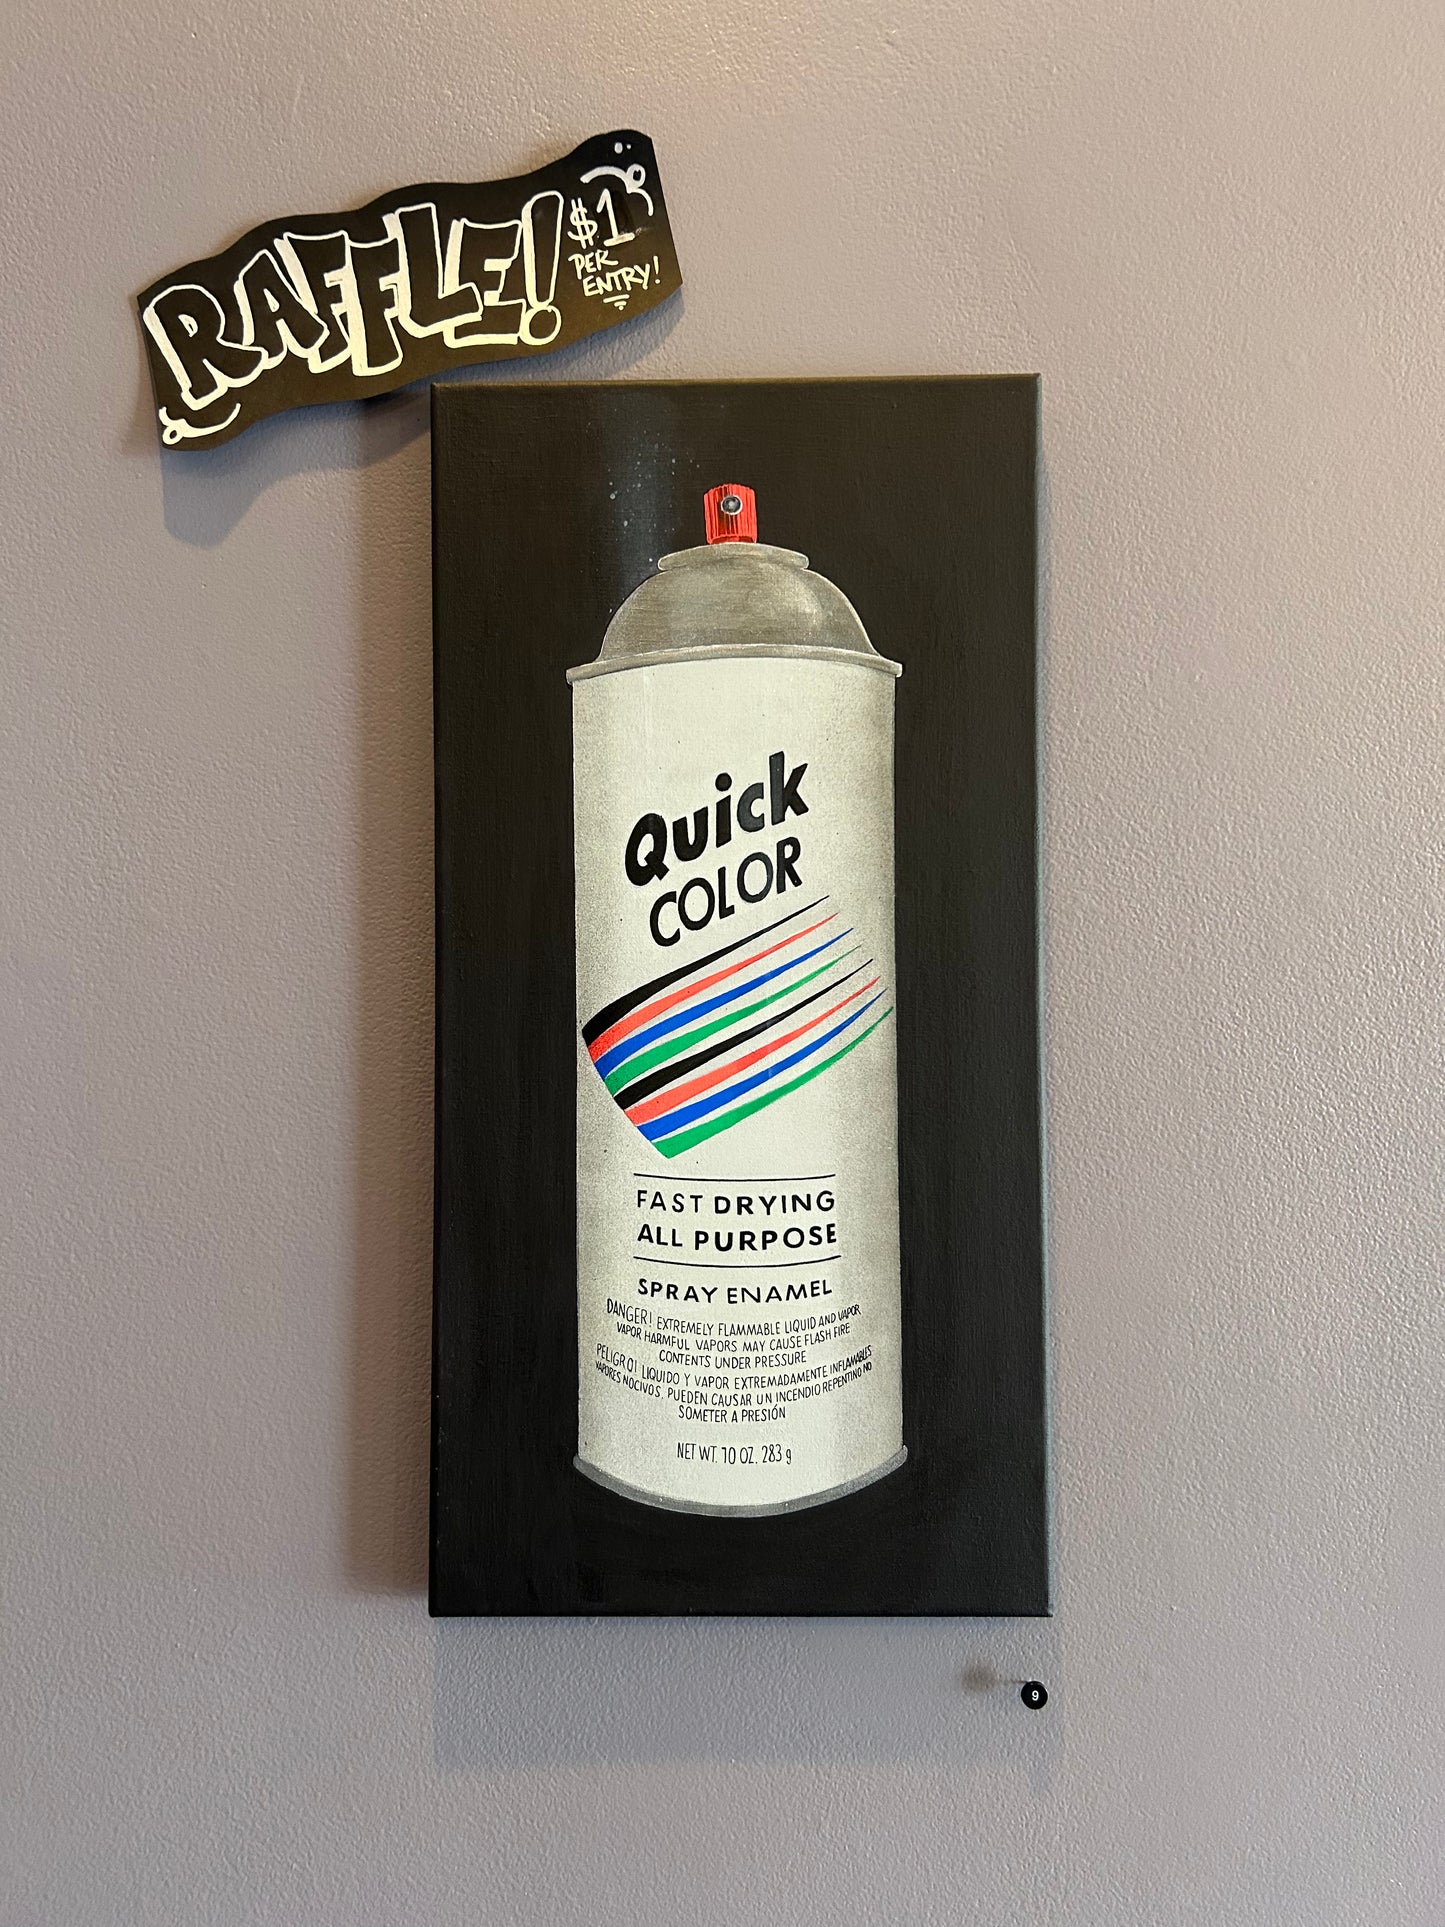 RAFFLE!
$1
PER
ENTRY!
Quick
COLOR
FAST DRYING
ALL PURPOSE
SPRAY ENAMEL
DANGER! EXTREMELY FLAMMABLE LIQUID AND VAPOR
VAPOR HARMFUL VAPORS MAY CAUSE FLASH FIRE
CONTENTS UNDER PRESSURE
PELIGRO! LIQUIDO Y VAPOR EXTREMADAMENTE INFLAMABLES
VAPORES NOCIVOS, PUEDEN CAUSAR UN INCENDIO REPENTINO NO
SOMETER A PRESIÓN
NET WT. 10 OZ. 283 g
9